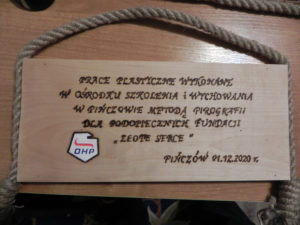 PRACE PLASTYCZNE WYKONANE
W OŚRODKU SZKOLENIA i WYCHOWANIA
W PIŃCZOWIE METODĄ PIROGRAFII
DLA PODOPIECZNYCH FUNDACJI
„ZŁOTE SERCE"
OHP
PIŃCZÓW 01.12.2020 r.